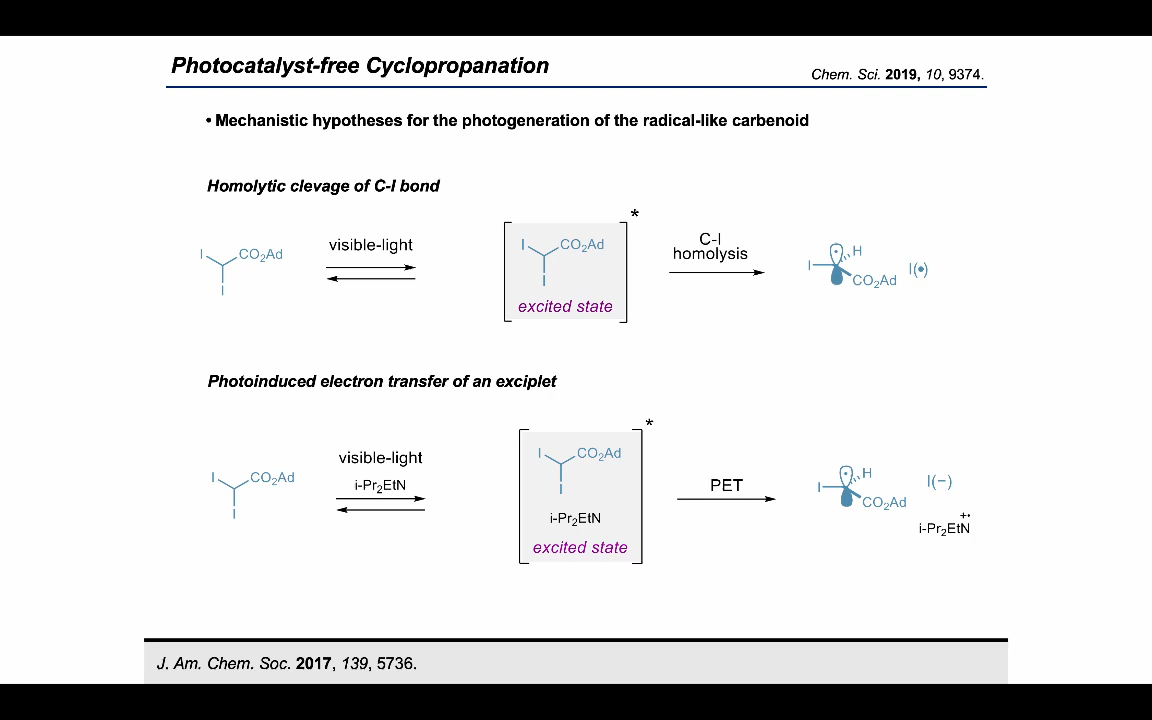 Photocatalyst-free Cyclopropanation
Chem. Sci. 2019, 10, 9374.
• Mechanistic hypotheses for the photogeneration of the radical-like carbenoid
Homolytic clevage of C-I bond
I
CO₂Ad
I
visible-light
I
CO₂Ad
I
excited state
*
C-I
homolysis
I
H
CO₂Ad
I(•)
Photoinduced electron transfer of an exciplet
I
CO₂Ad
I
visible-light
i-Pr₂EtN
I
CO₂Ad
I
i-Pr₂EtN
excited state
*
PET
I
H
CO₂Ad
I(−)
+•
i-Pr₂EtN
J. Am. Chem. Soc. 2017, 139, 5736.